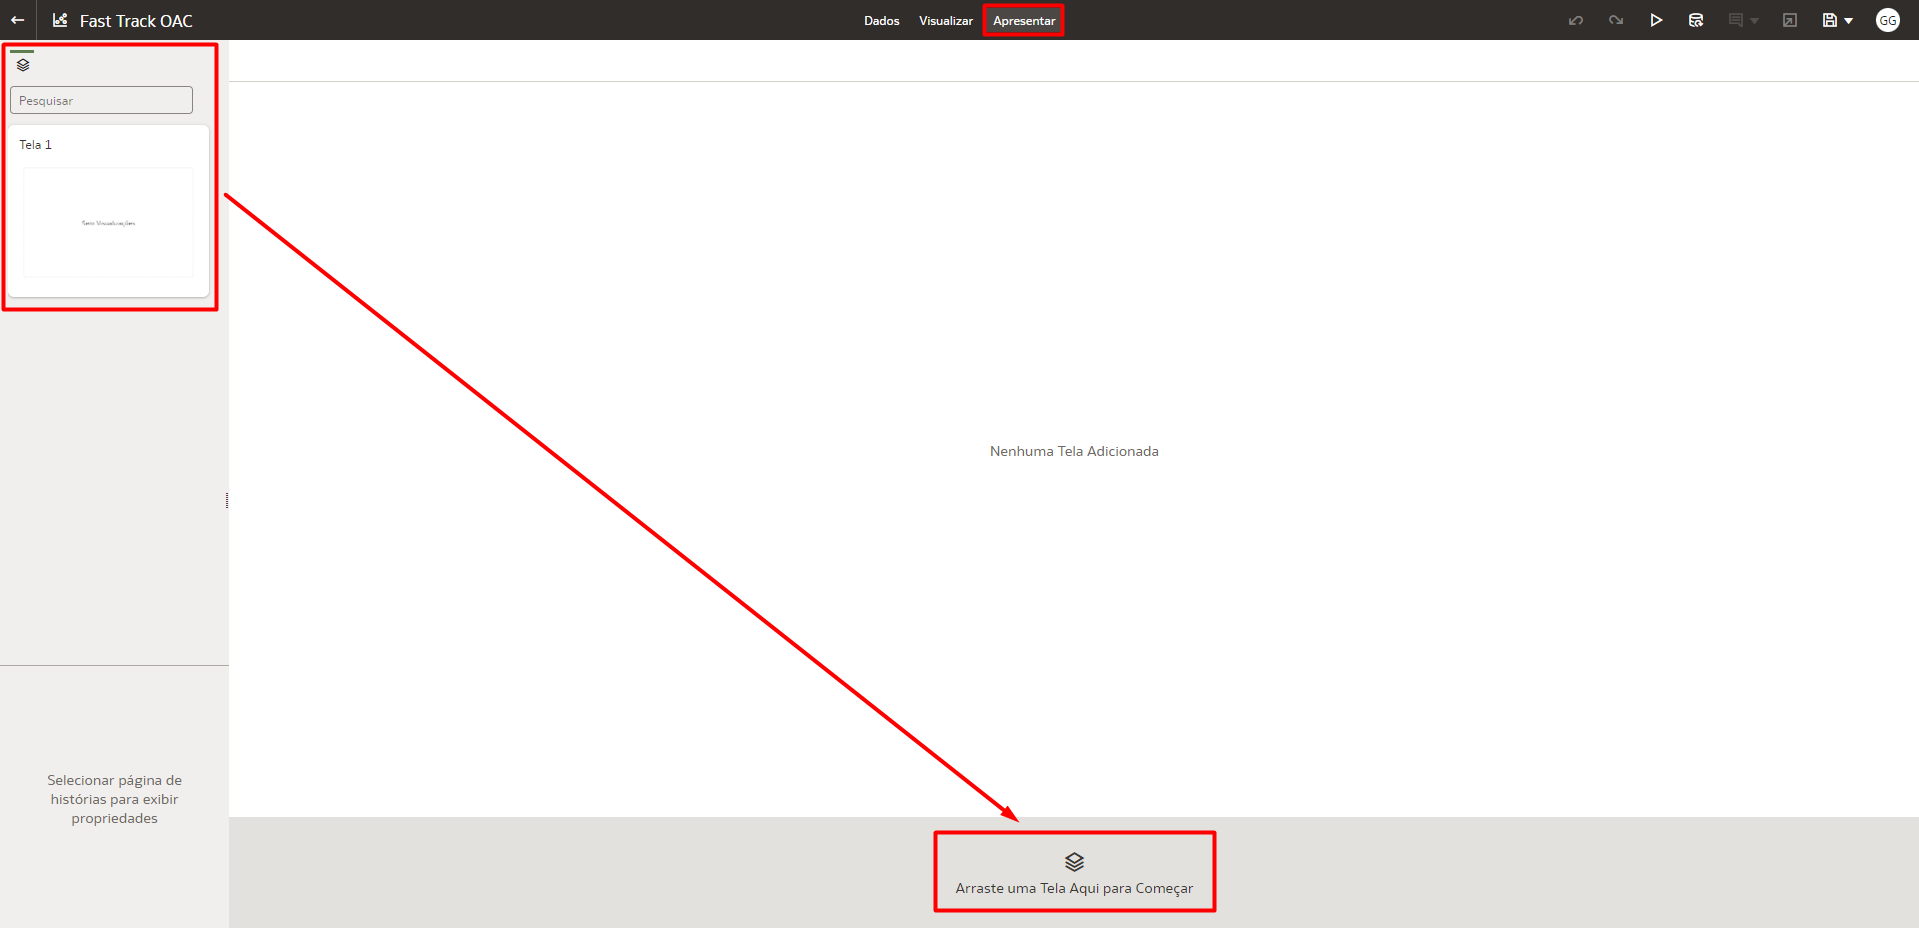 Fast Track OAC
Dados
Visualizar
Apresentar
GG
Pesquisar
Tela 1
Sem Visualizações
Nenhuma Tela Adicionada
Selecionar página de
histórias para exibir
propriedades
Arraste uma Tela Aqui para Começar